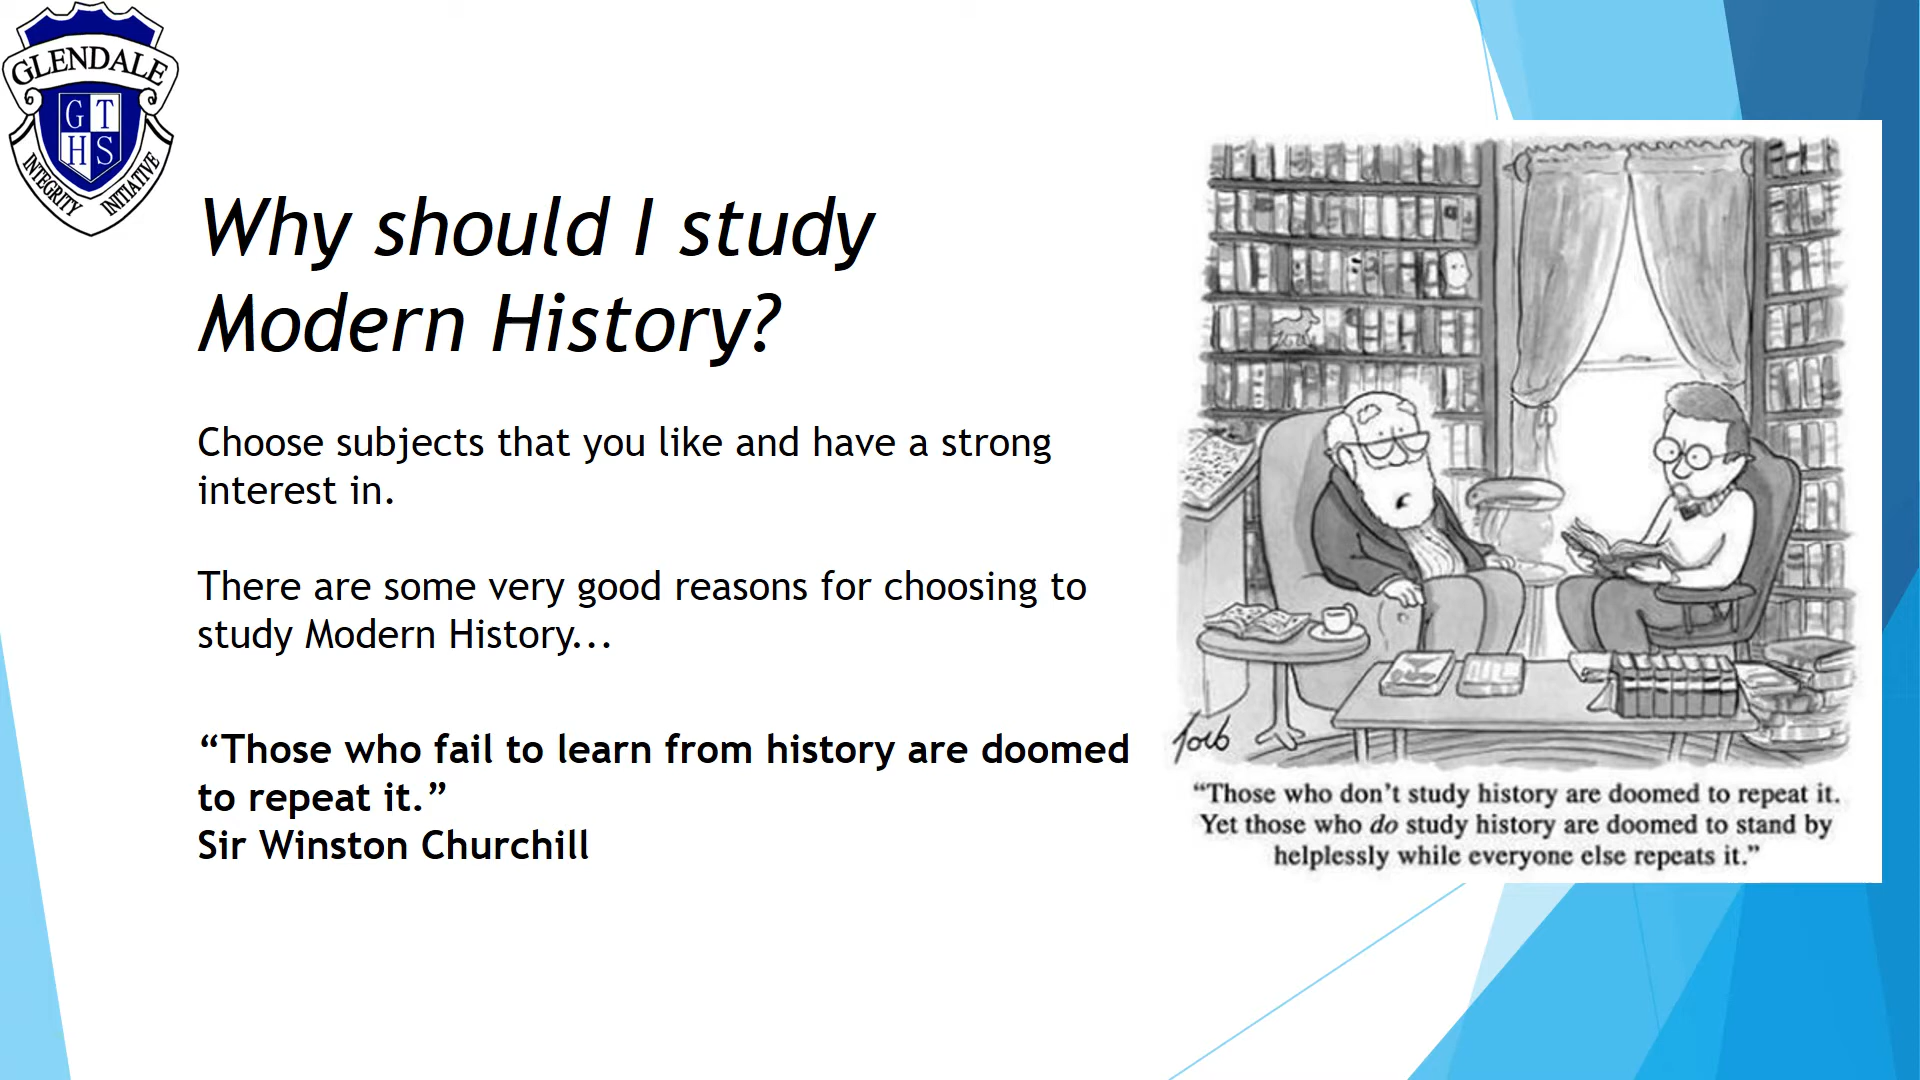 GLENDALE
G T
H S
INTEGRITY INITIATIVE
Why should I study
Modern History?
Choose subjects that you like and have a strong
interest in.
There are some very good reasons for choosing to
study Modern History...
“Those who fail to learn from history are doomed
to repeat it.”
Sir Winston Churchill
“Those who don’t study history are doomed to repeat it.
Yet those who do study history are doomed to stand by
helplessly while everyone else repeats it.”